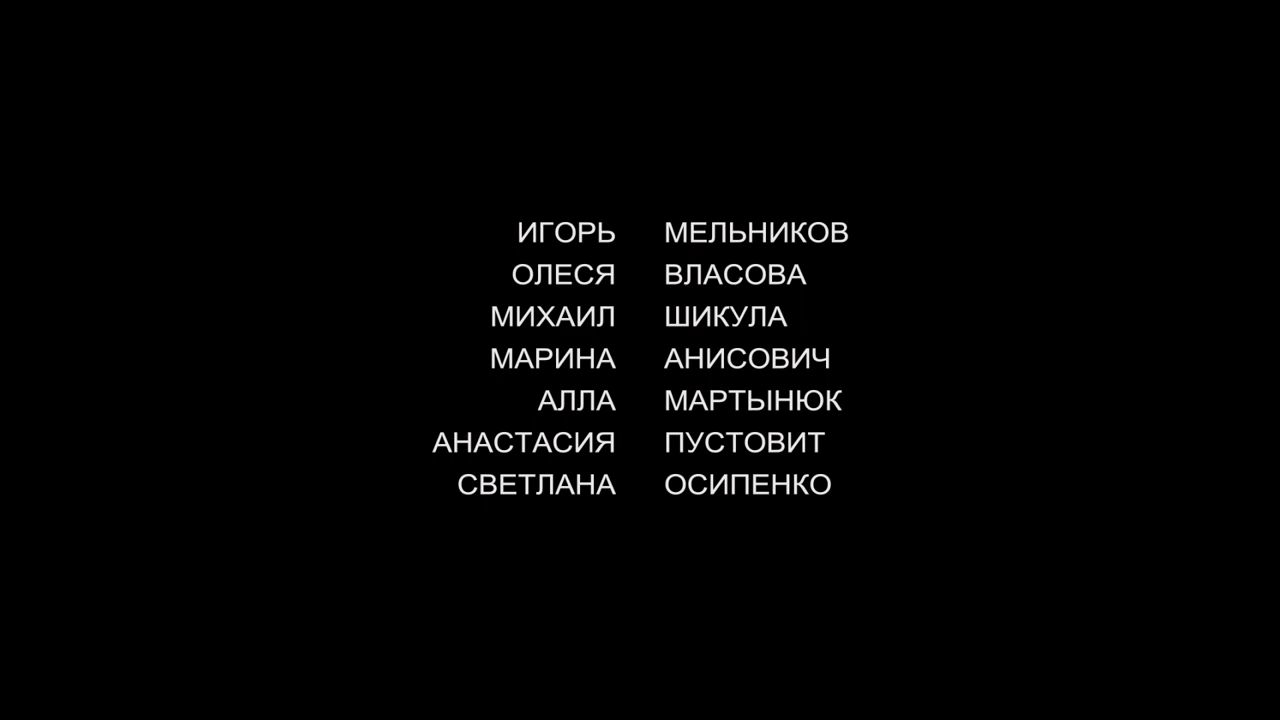 ИГОРЬ МЕЛЬНИКОВ
ОЛЕСЯ ВЛАСОВА
МИХАИЛ ШИКУЛА
МАРИНА АНИСОВИЧ
АЛЛА МАРТЫНЮК
АНАСТАСИЯ ПУСТОВИТ
СВЕТЛАНА ОСИПЕНКО